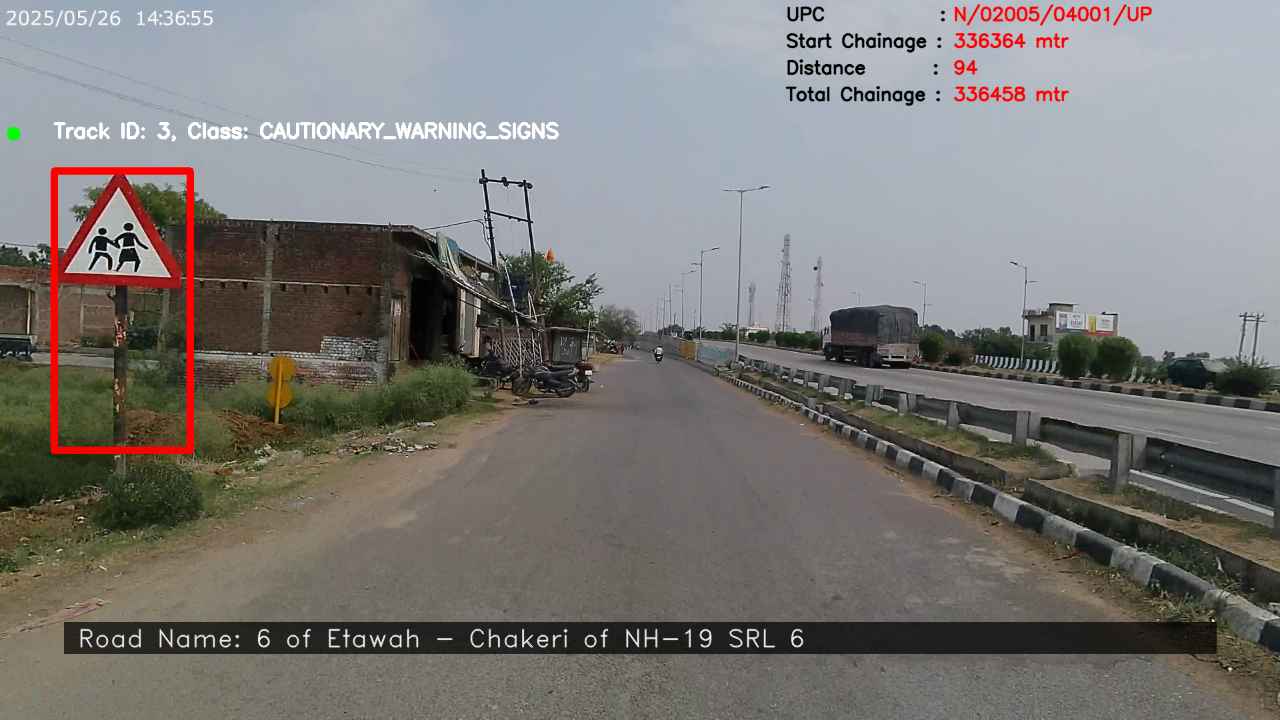 2025/05/26 14:36:55
UPC : N/02005/04001/UP
Start Chainage : 336364 mtr
Distance : 94
Total Chainage : 336458 mtr
Track ID: 3, Class: CAUTIONARY_WARNING_SIGNS
Road Name: 6 of Etawah - Chakeri of NH-19 SRL 6